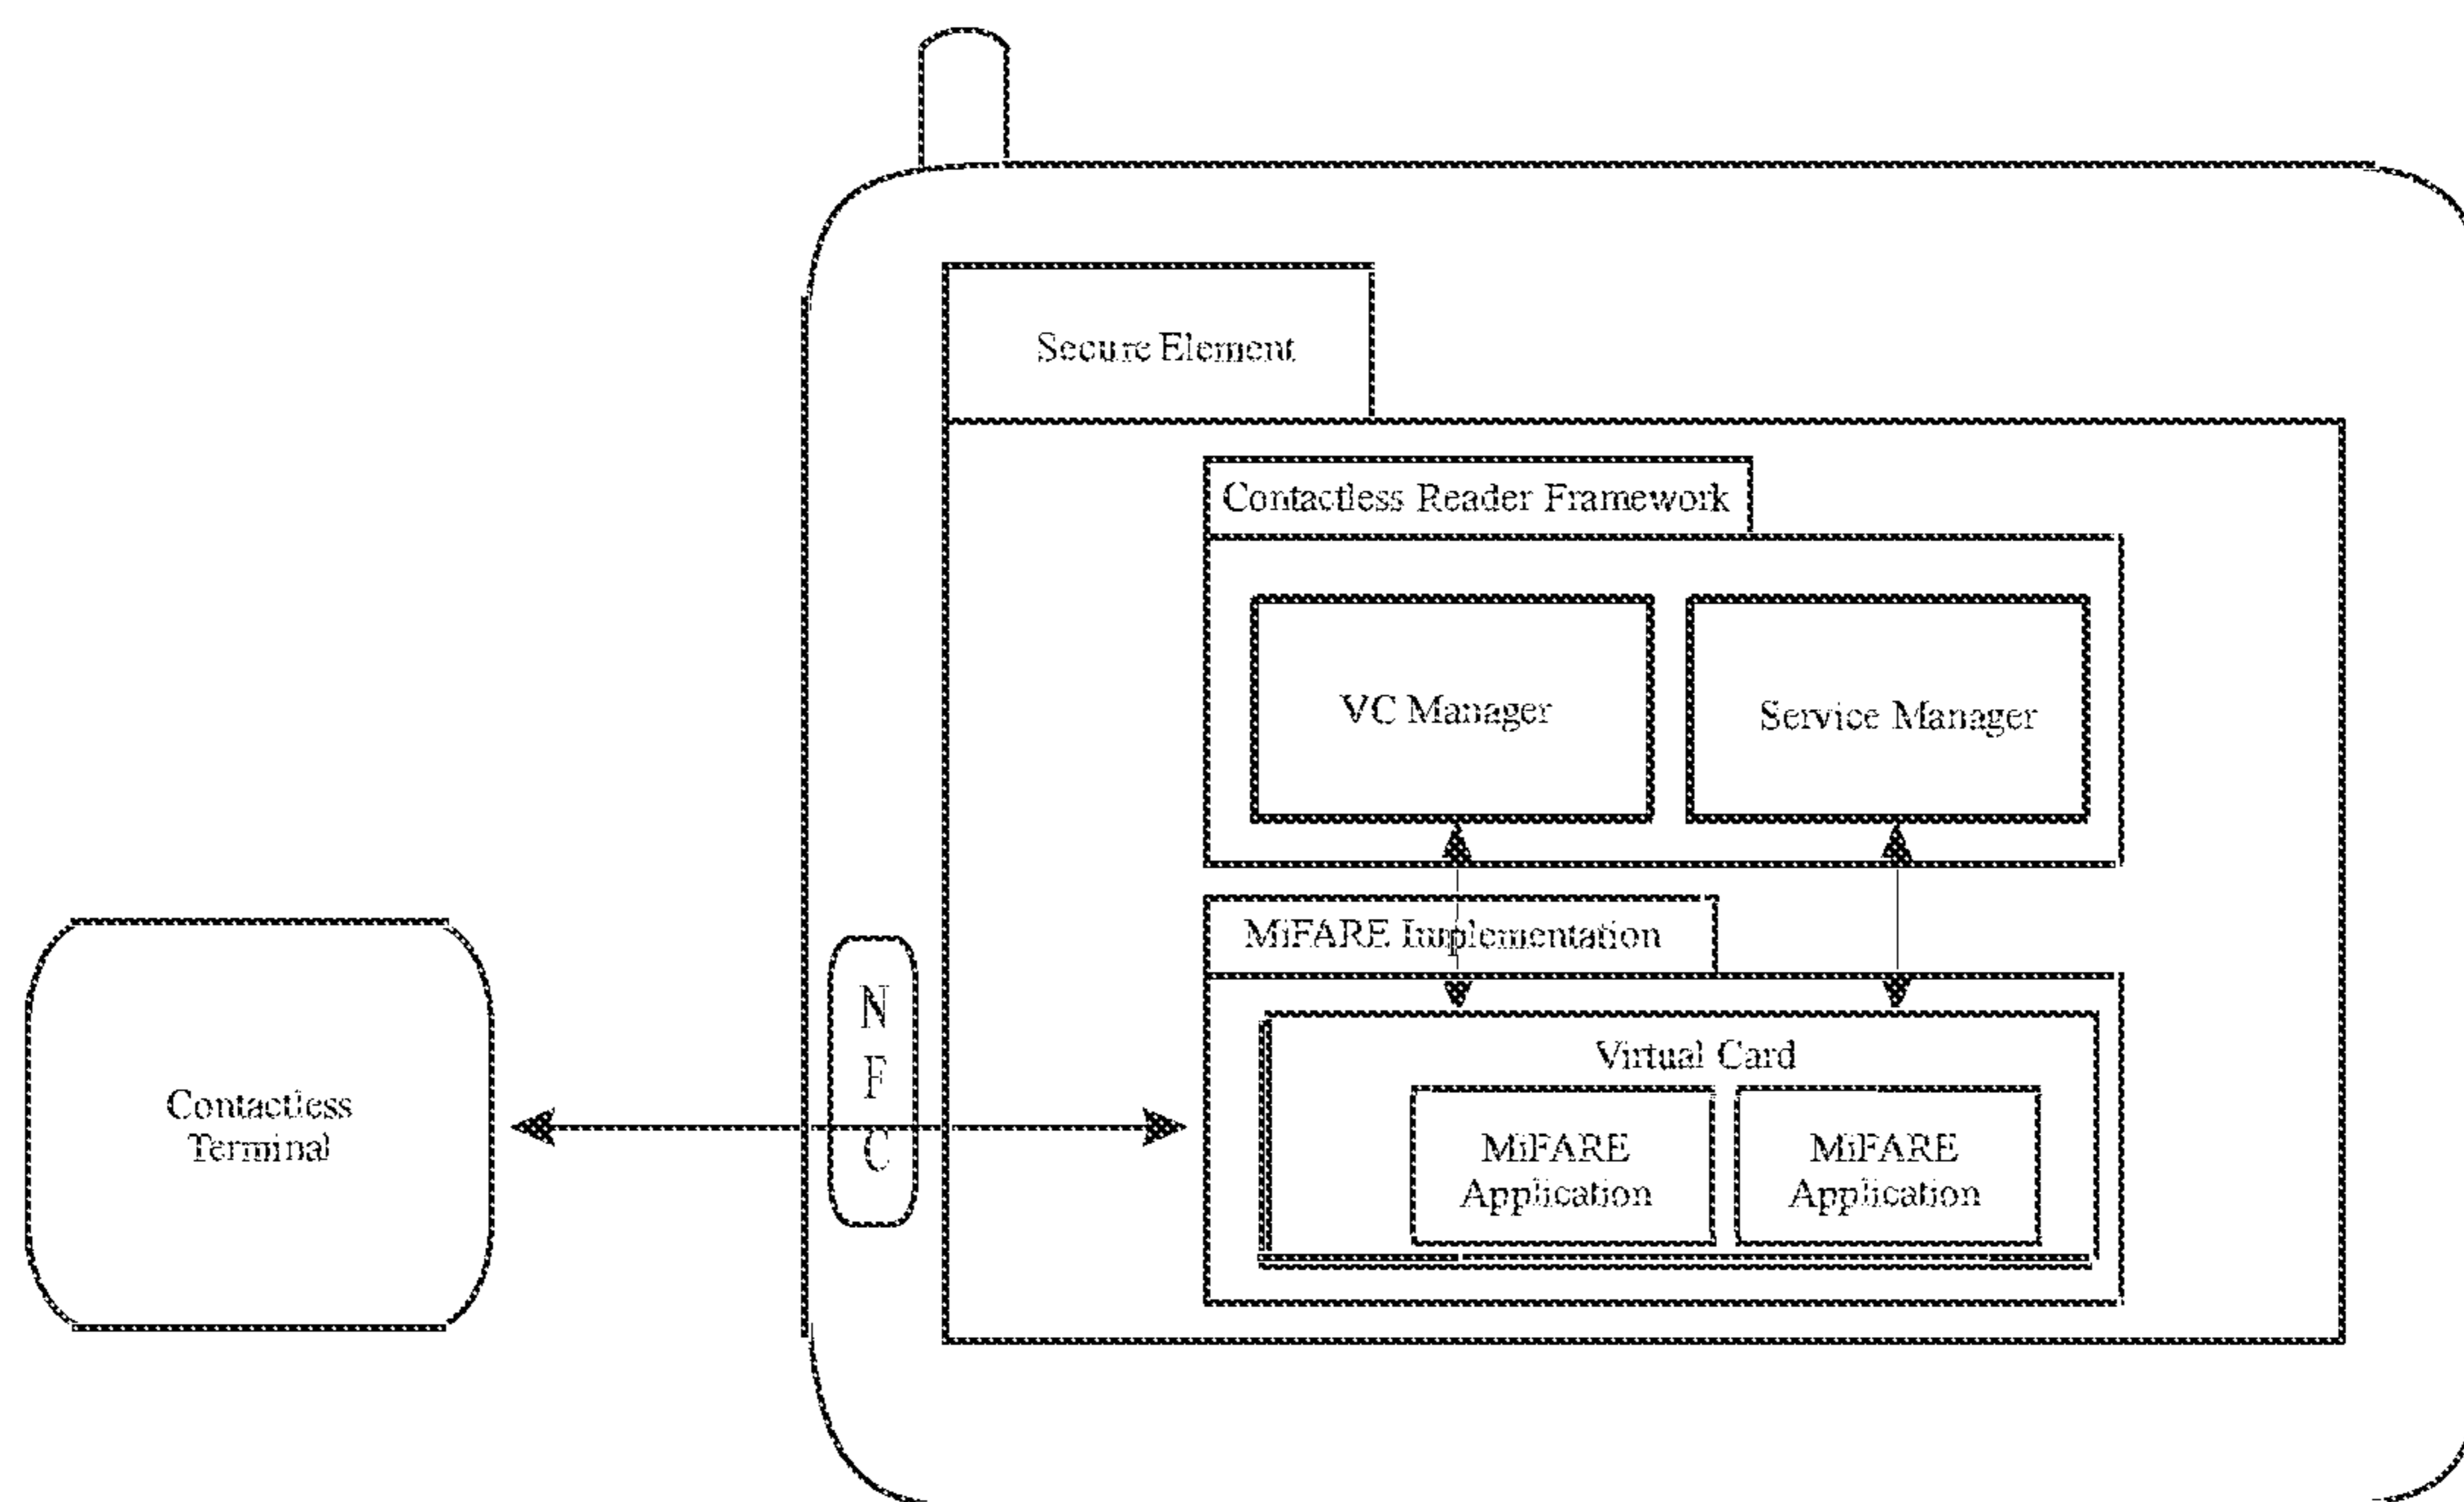 Secure Element
Contactless Reader Framework
VC Manager
Service Manager
MiFARE Implementation
N
F
C
Contactless
Terminal
Virtual Card
MiFARE
Application
MiFARE
Application